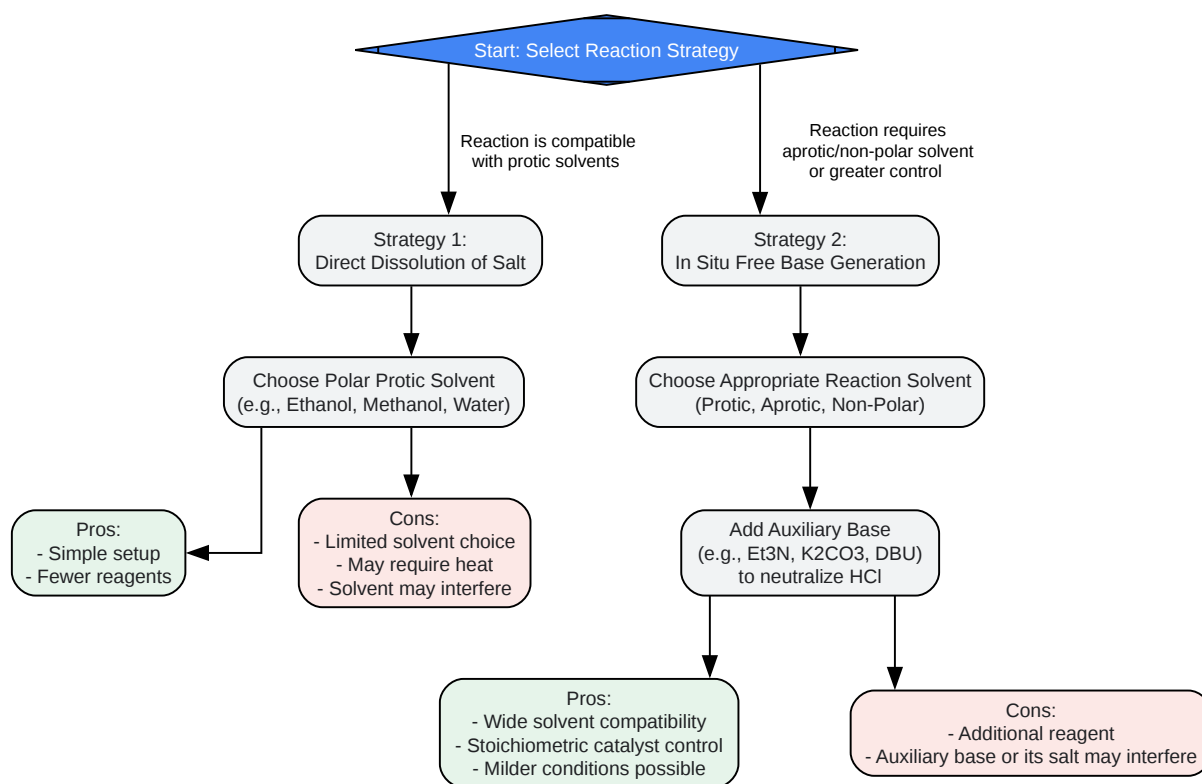 Start: Select Reaction Strategy
Reaction is compatible
with protic solvents
Reaction requires
aprotic/non-polar solvent
or greater control
Strategy 1:
Direct Dissolution of Salt
Strategy 2:
In Situ Free Base Generation
Choose Polar Protic Solvent
(e.g., Ethanol, Methanol, Water)
Choose Appropriate Reaction Solvent
(Protic, Aprotic, Non-Polar)
Pros:
- Simple setup
- Fewer reagents
Cons:
- Limited solvent choice
- May require heat
- Solvent may interfere
Add Auxiliary Base
(e.g., Et3N, K2CO3, DBU)
to neutralize HCl
Pros:
- Wide solvent compatibility
- Stoichiometric catalyst control
- Milder conditions possible
Cons:
- Additional reagent
- Auxiliary base or its salt may interfere